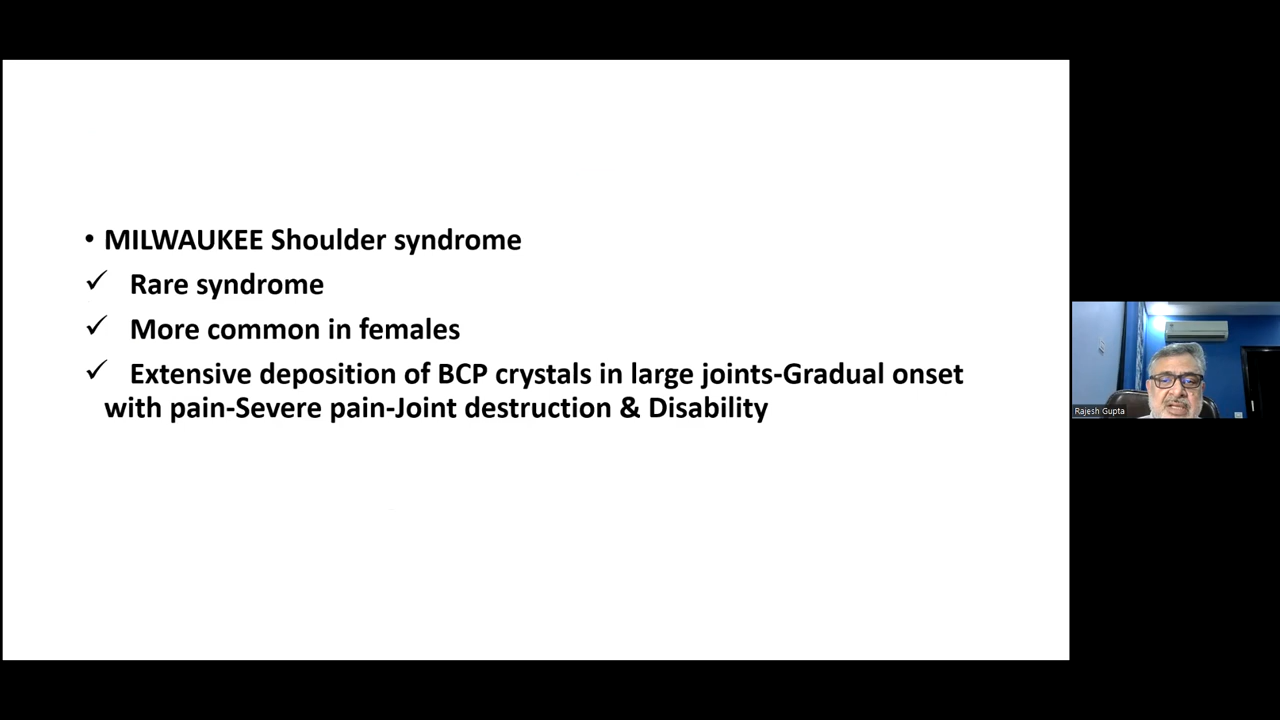 • MILWAUKEE Shoulder syndrome
✓ Rare syndrome
✓ More common in females
✓ Extensive deposition of BCP crystals in large joints-Gradual onset
with pain-Severe pain-Joint destruction & Disability
Rajesh Gupta